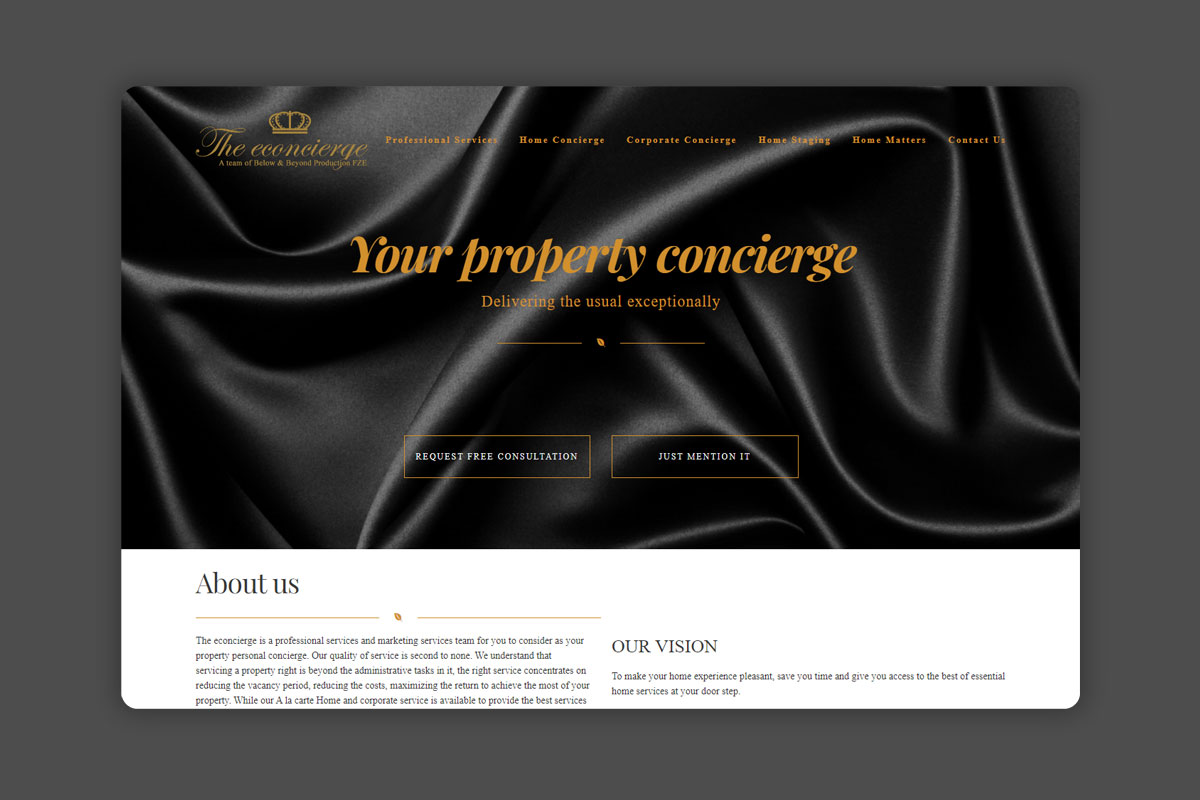 The econcierge
A team of Below & Beyond Production FZE
Professional Services Home Concierge Corporate Concierge Home Staging Home Matters Contact Us
Your property concierge
Delivering the usual exceptionally
REQUEST FREE CONSULTATION JUST MENTION IT
About us
The econcierge is a professional services and marketing services team for you to consider as your
property personal concierge. Our quality of service is second to none. We understand that
servicing a property right is beyond the administrative tasks in it, the right service concentrates on
reducing the vacancy period, reducing the costs, maximizing the return to achieve the most of your
property. While our A la carte Home and corporate service is available to provide the best services
OUR VISION
To make your home experience pleasant, save you time and give you access to the best of essential
home services at your door step.